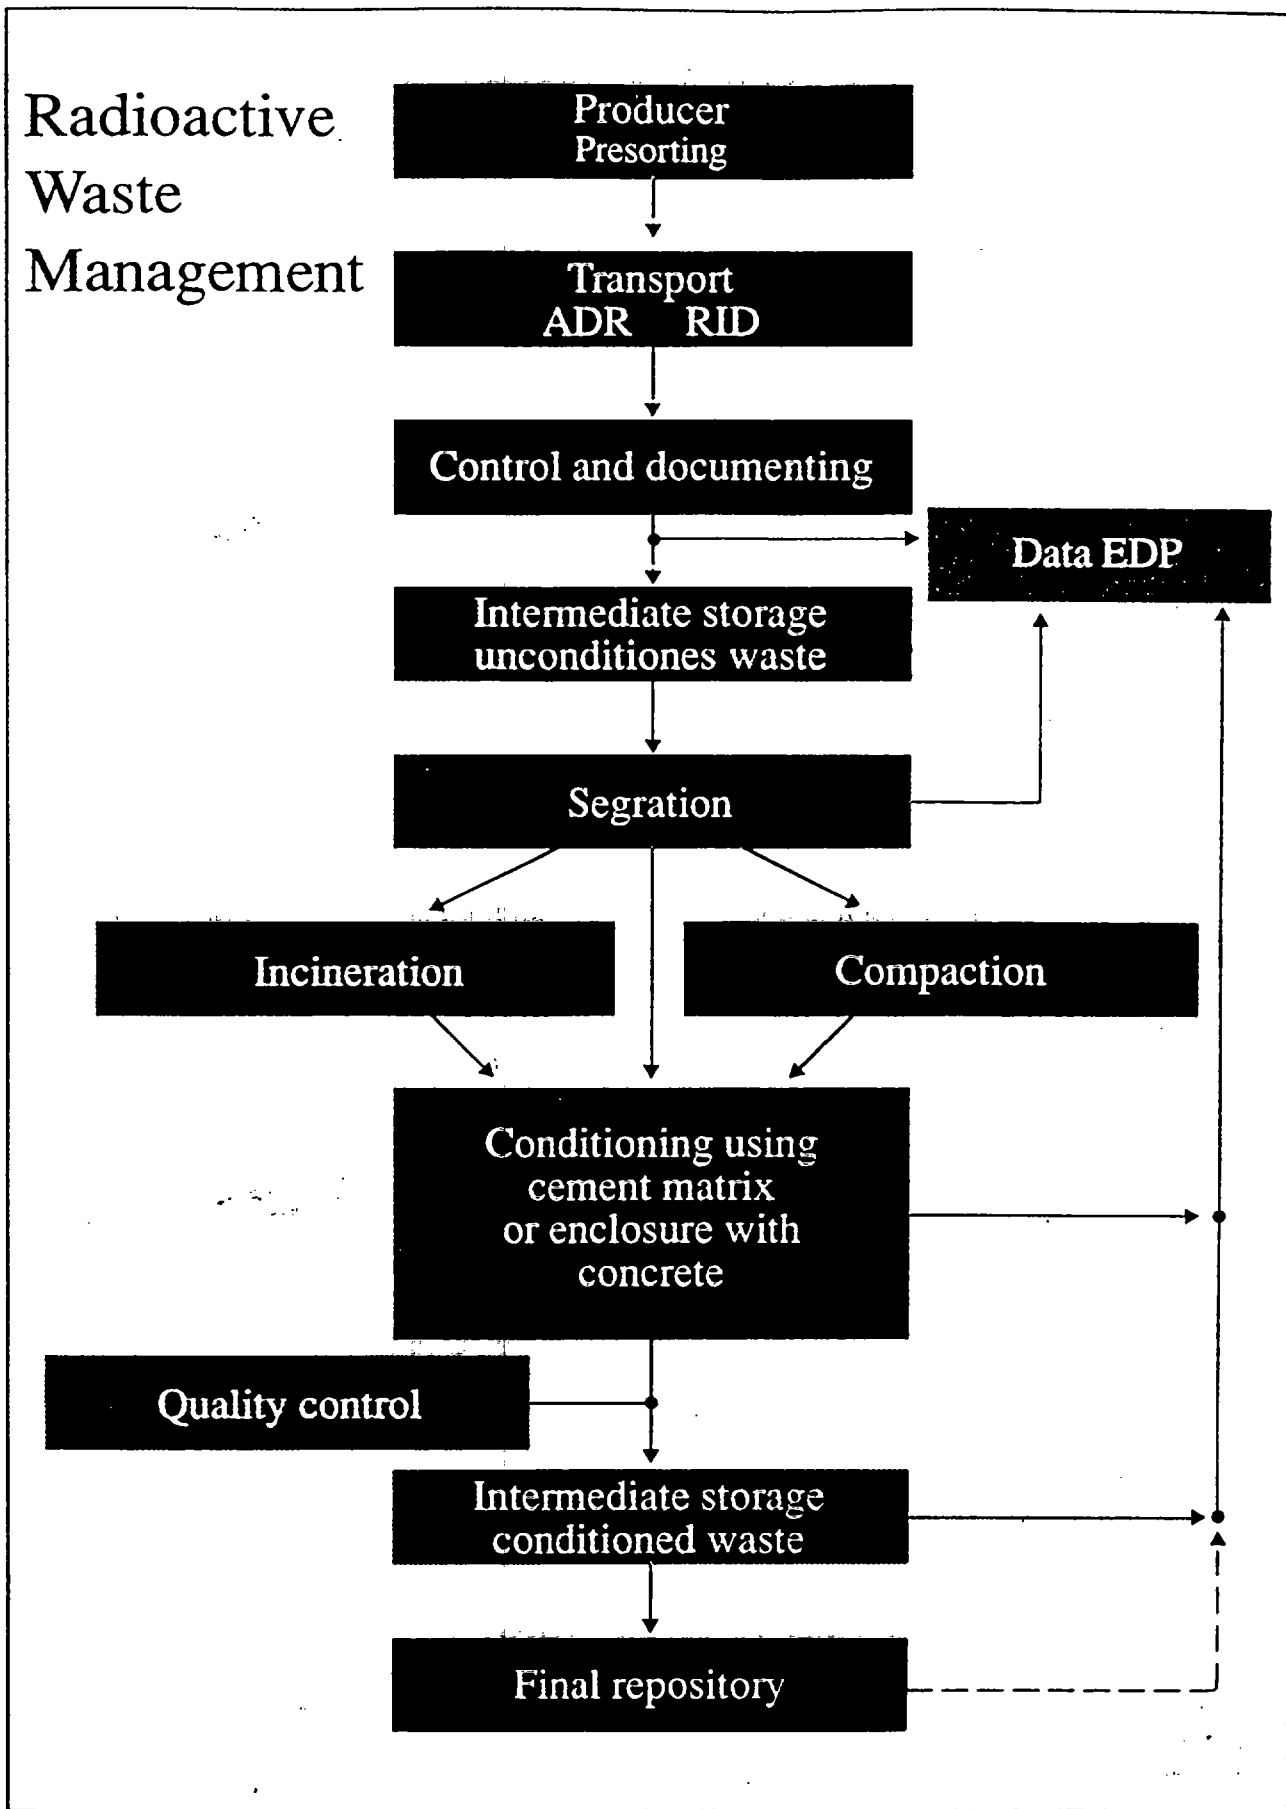 Radioactive
Waste
Management
Producer
Presorting
Transport
ADR RID
Control and documenting
Data EDP
Intermediate storage
unconditiones waste
Segration
Incineration
Compaction
Conditioning using
cement matrix
or enclosure with
concrete
Quality control
Intermediate storage
conditioned waste
Final repository